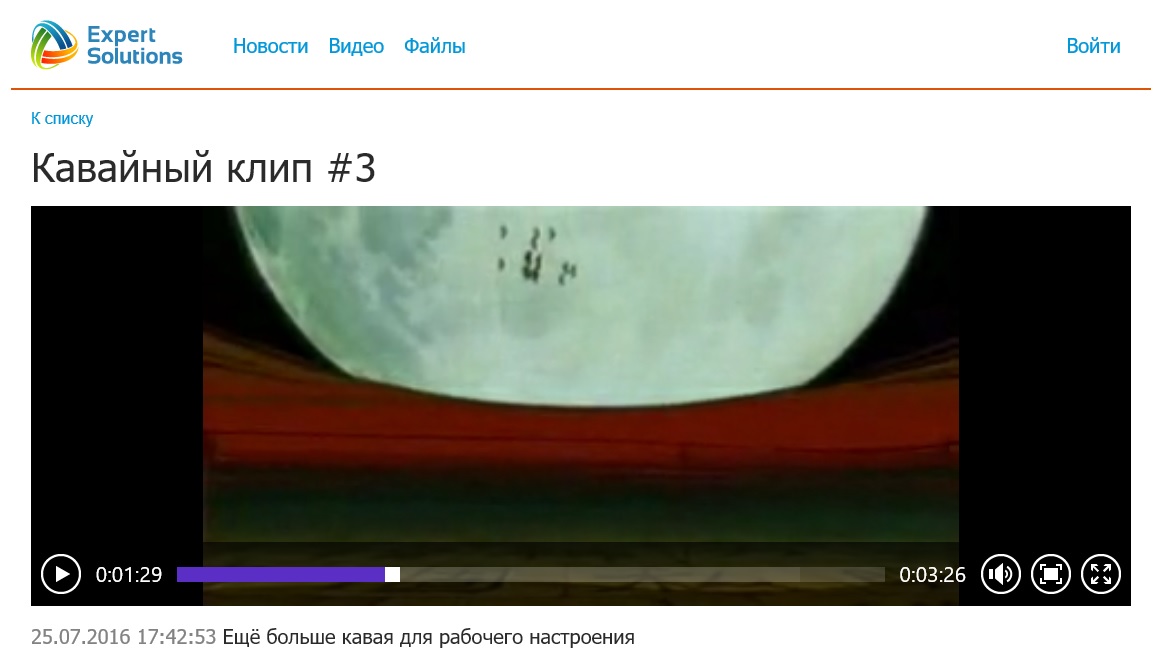 Expert
Solutions
Новости Видео Файлы Войти
К списку
Кавайный клип #3
0:01:29 0:03:26
25.07.2016 17:42:53 Ещё больше кавая для рабочего настроения